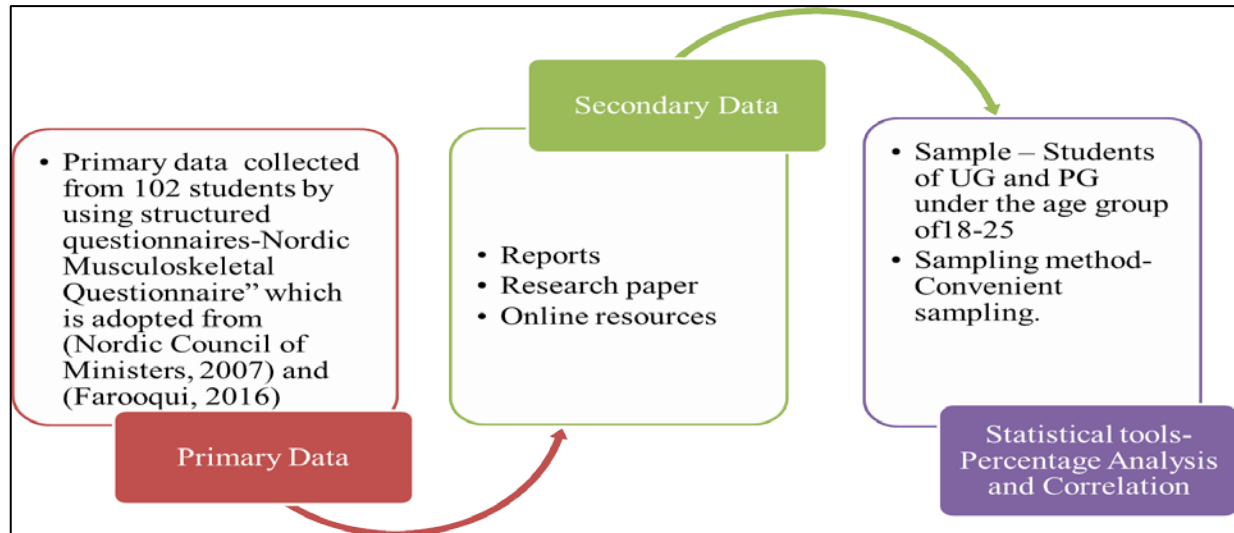 • Primary data collected
from 102 students by
using structured
questionnaires-Nordic
Musculoskeletal
Questionnaire” which
is adopted from
(Nordic Council of
Ministers, 2007) and
(Farooqui, 2016)
Primary Data
Secondary Data
• Reports
• Research paper
• Online resources
• Sample – Students
of UG and PG
under the age group
of18-25
• Sampling method-
Convenient
sampling.
Statistical tools-
Percentage Analysis
and Correlation